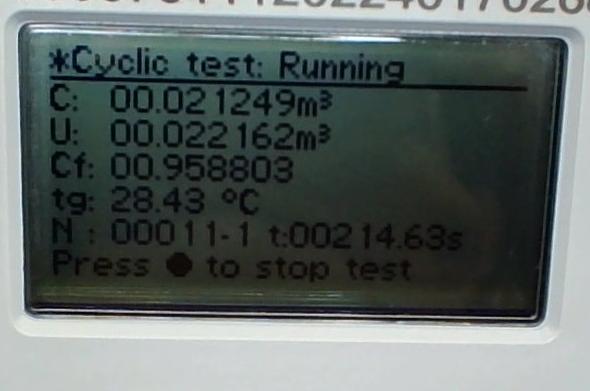 *Cyclic test: Running
C: 00.021249m³
U: 00.022162m³
Cf: 00.958803
tg: 28.43 ºC
N : 00011-1 t:00214.63s
Press ● to stop test